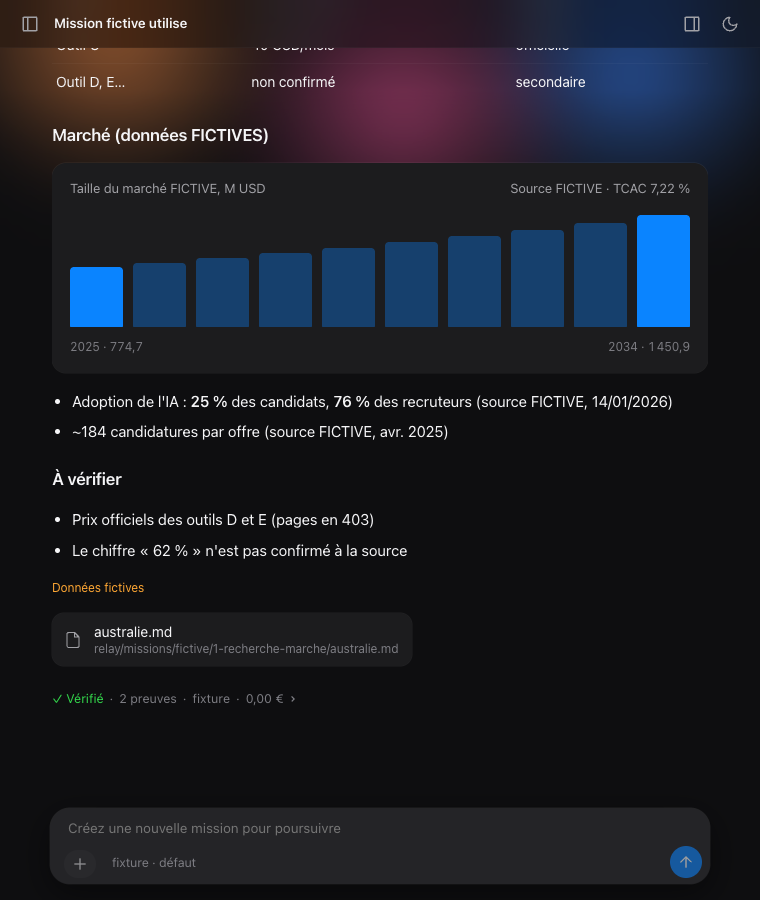 Mission fictive utilise
Outil D, E... non confirmé secondaire
Marché (données FICTIVES)
Taille du marché FICTIVE, M USD Source FICTIVE · TCAC 7,22 %
2025 · 774,7 2034 · 1 450,9
• Adoption de l'IA : 25 % des candidats, 76 % des recruteurs (source FICTIVE, 14/01/2026)
• ~184 candidatures par offre (source FICTIVE, avr. 2025)
À vérifier
• Prix officiels des outils D et E (pages en 403)
• Le chiffre « 62 % » n'est pas confirmé à la source
Données fictives
australie.md
relay/missions/fictive/1-recherche-marche/australie.md
✓ Vérifié · 2 preuves · fixture · 0,00 € ›
Créez une nouvelle mission pour poursuivre
fixture · défaut